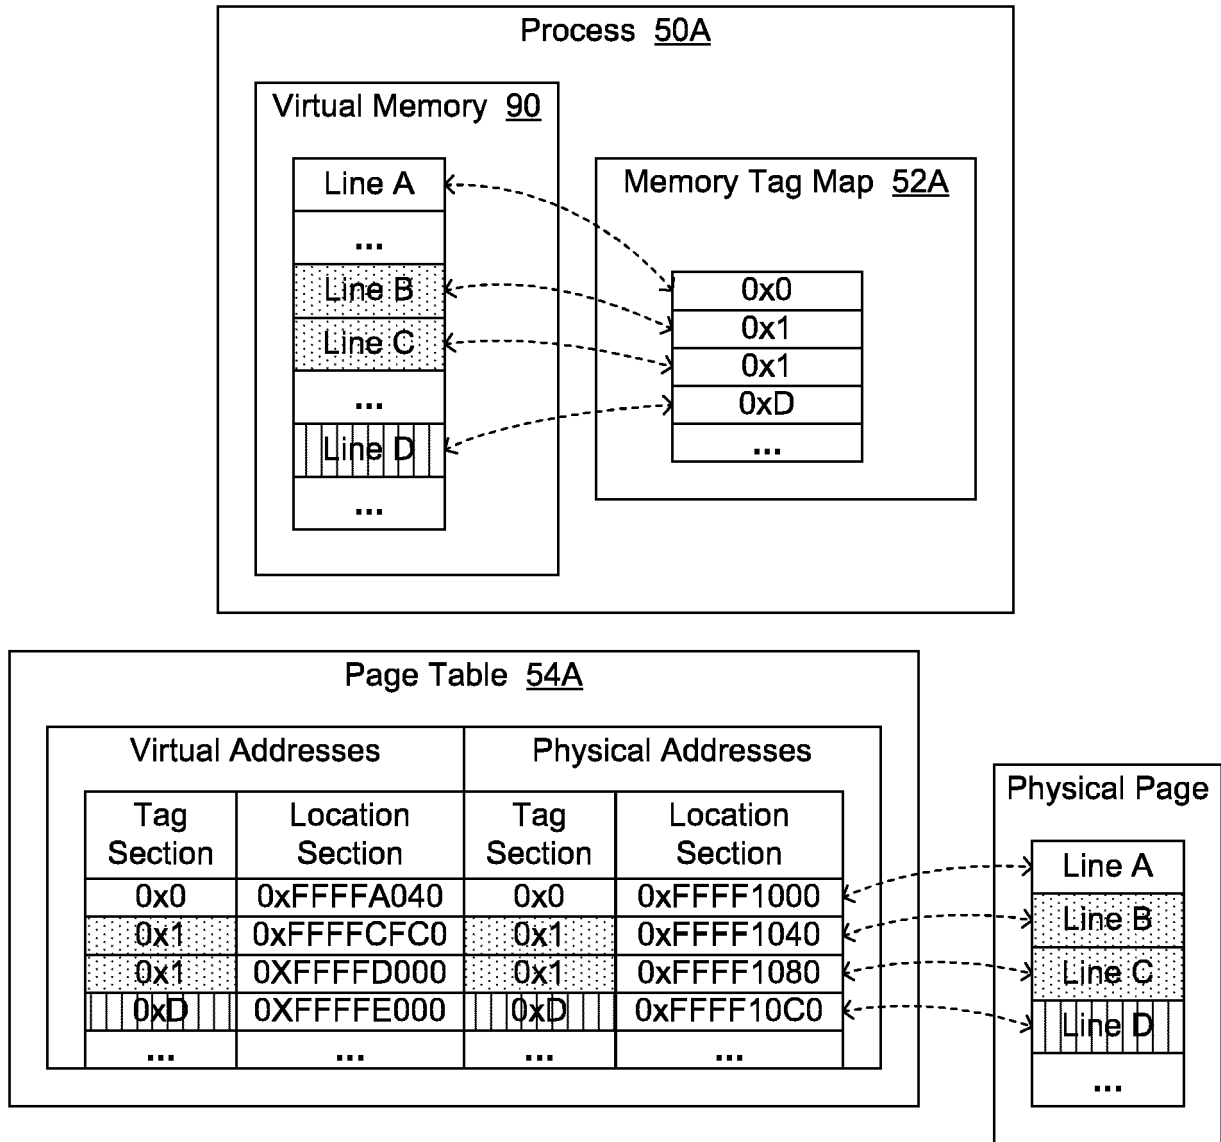 Process 50A
Virtual Memory 90
Line A
...
Line B
Line C
...
Line D
...
Memory Tag Map 52A
0x0
0x1
0x1
0xD
...
Page Table 54A
Virtual Addresses Physical Addresses
Tag Section Location Section Tag Section Location Section
0x0 0xFFFFA040 0x0 0xFFFF1000
0x1 0xFFFFCFC0 0x1 0xFFFF1040
0x1 0XFFFFD000 0x1 0xFFFF1080
0xD 0XFFFFE000 0xD 0xFFFF10C0
... ... ... ...
Physical Page
Line A
Line B
Line C
Line D
...